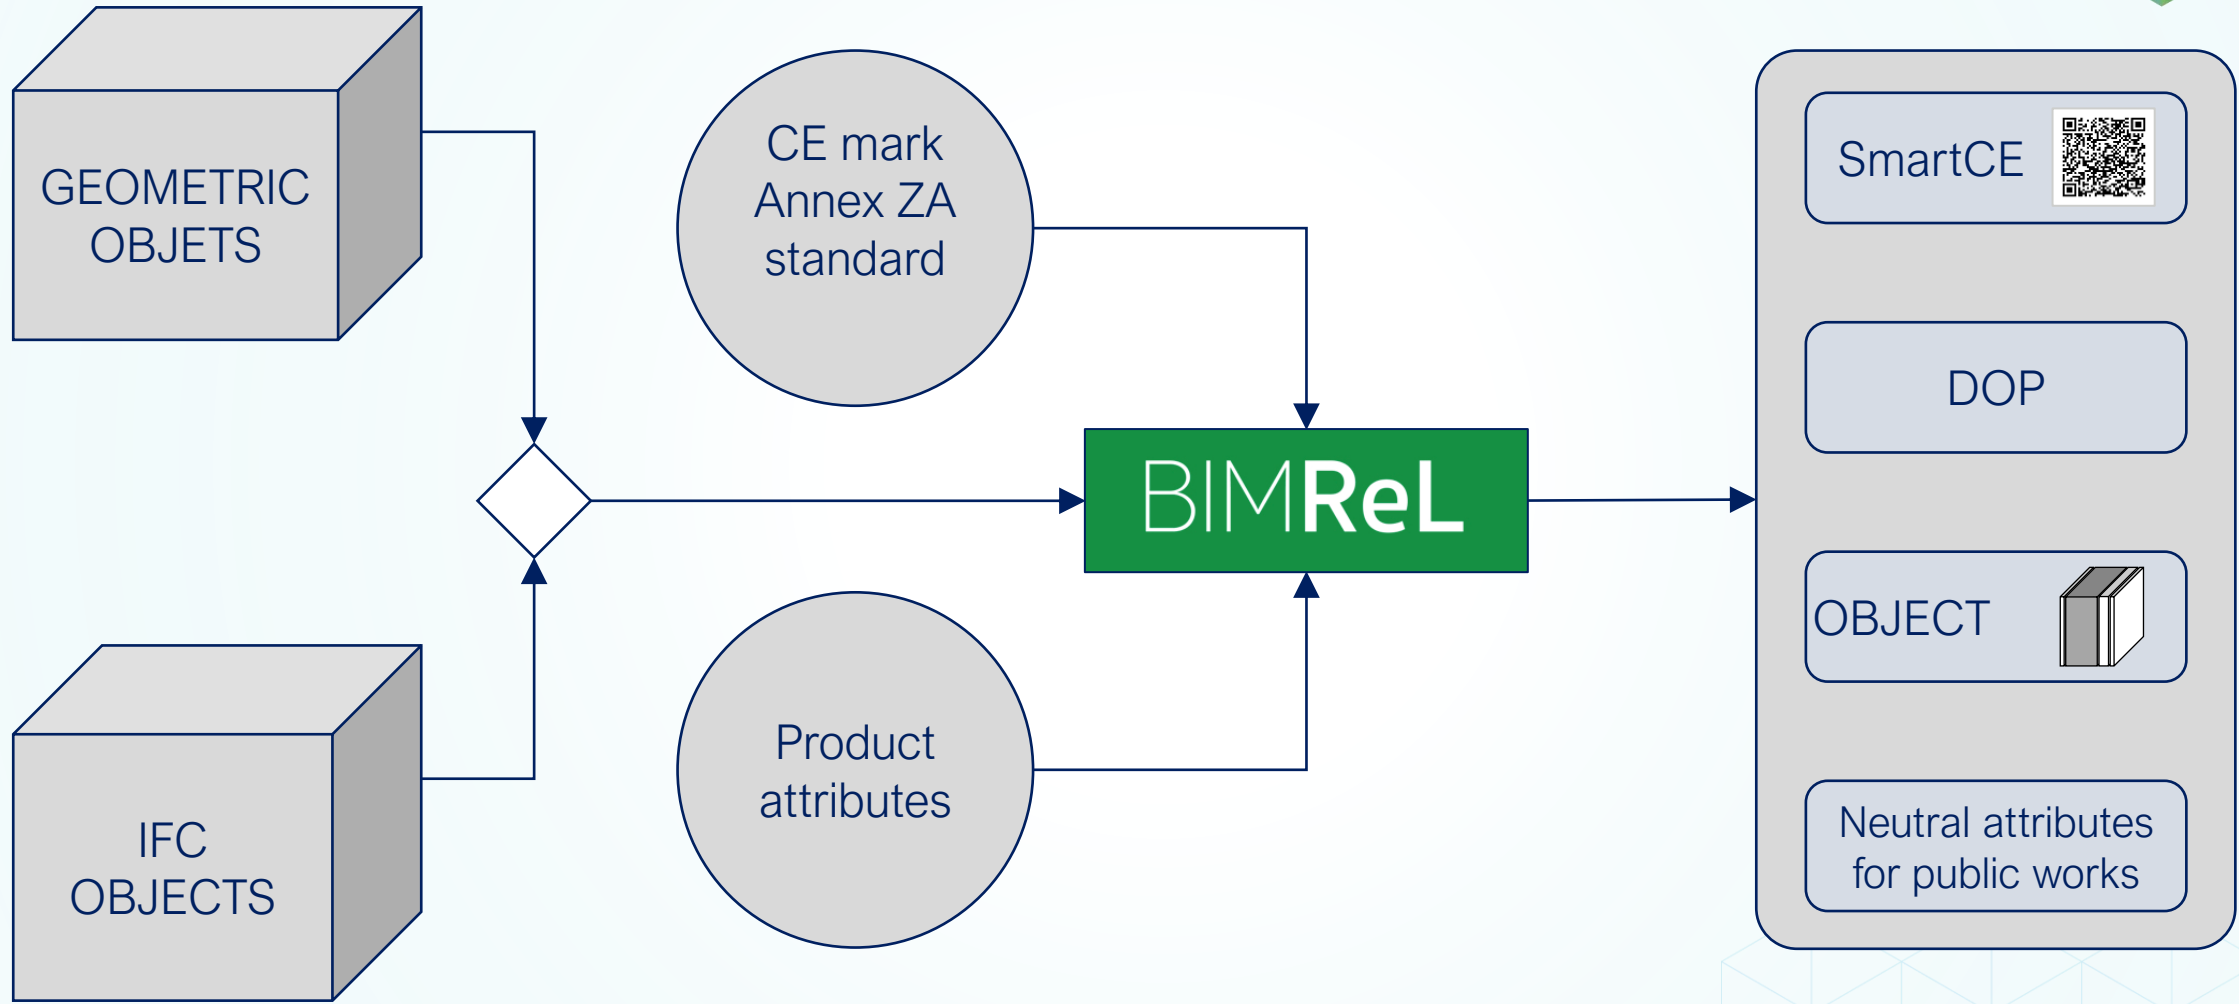 GEOMETRIC
OBJETS
IFC
OBJECTS
CE mark
Annex ZA
standard
Product
attributes
BIMReL
SmartCE
DOP
OBJECT
Neutral attributes
for public works